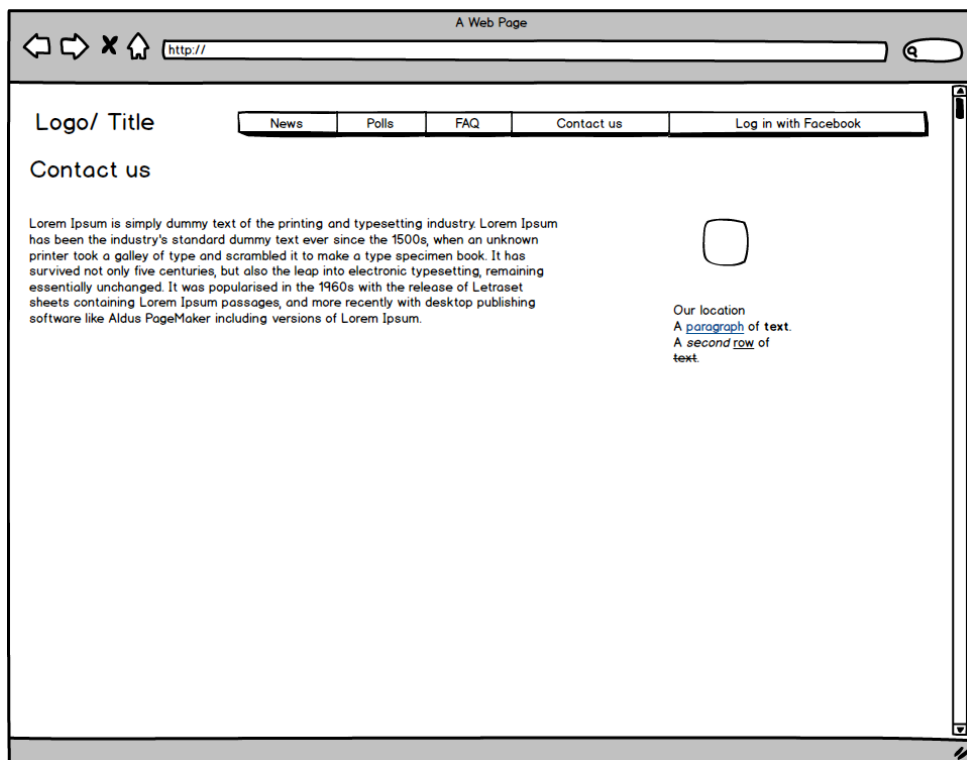 A Web Page
http://
Logo/ Title
News Polls FAQ Contact us Log in with Facebook
Contact us
Lorem Ipsum is simply dummy text of the printing and typesetting industry. Lorem Ipsum
has been the industry's standard dummy text ever since the 1500s, when an unknown
printer took a galley of type and scrambled it to make a type specimen book. It has
survived not only five centuries, but also the leap into electronic typesetting, remaining
essentially unchanged. It was popularised in the 1960s with the release of Letraset
sheets containing Lorem Ipsum passages, and more recently with desktop publishing
software like Aldus PageMaker including versions of Lorem Ipsum.
Our location
A paragraph of text.
A second row of
text.